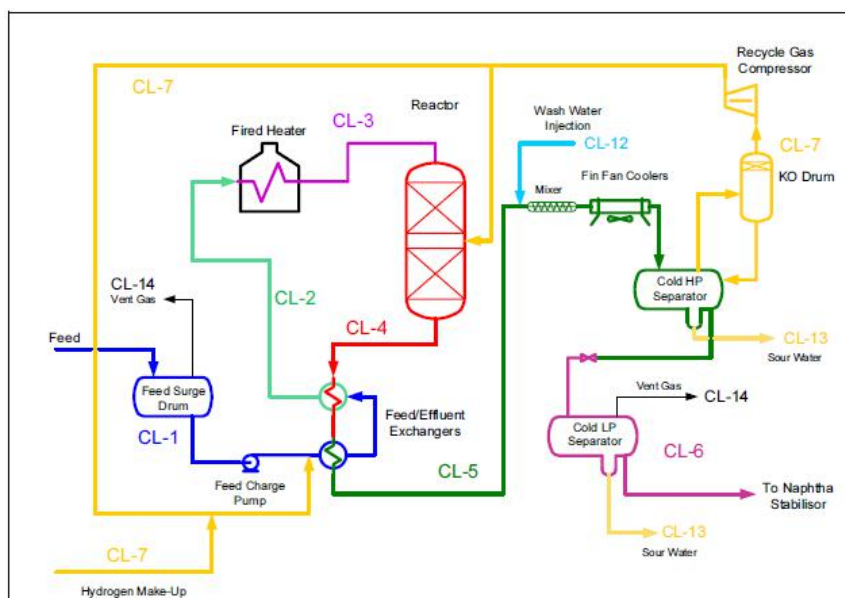 Recycle Gas
Compressor
CL-7
Reactor
CL-3
Fired Heater
Wash Water
Injection
CL-12
CL-7
KO Drum
Fin Fan Coolers
Mixer
CL-14
Vent Gas
CL-2
Cold HP
Separator
CL-4
CL-13
Sour Water
Feed
Feed Surge
Drum
Vent Gas
CL-14
Feed/Effluent
Exchangers
Cold LP
Separator
CL-1
CL-6
CL-5
Feed Charge
Pump
To Naphtha
Stabilisor
CL-13
Sour Water
CL-7
Hydrogen Make-Up